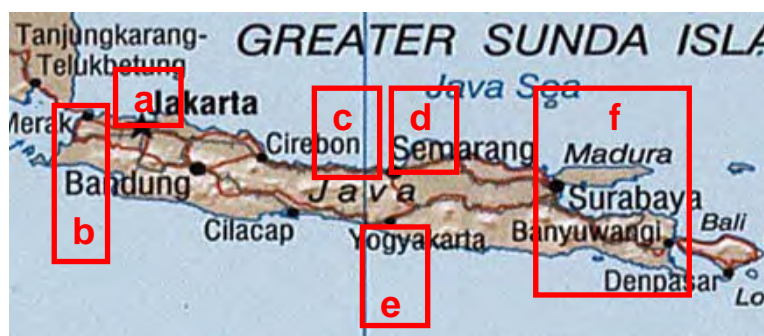 Tanjungkarang-
Telukbetung
GREATER SUNDA ISLA
Java Sea
a
Jakarta
c
d
f
Merak
Cirebon
Semarang
Madura
Bandung
Java
Surabaya
b
Cilacap
Yogyakarta
Banyuwangi
Bali
Denpasar
Lo
e